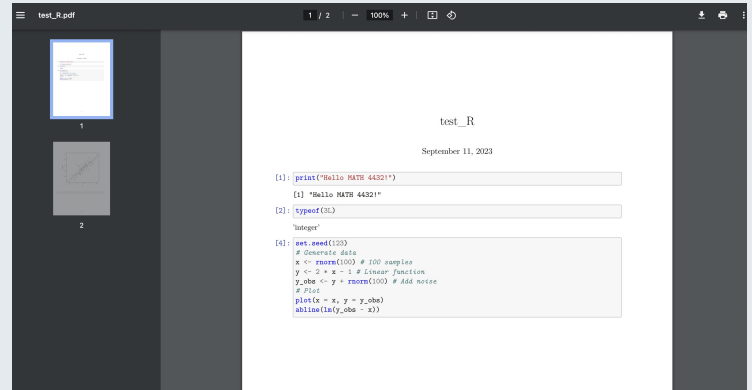 test_R.pdf
1 / 2
100%
1
2
test_R
September 11, 2023
[1]: print("Hello MATH 4432!")
[1] "Hello MATH 4432!"
[2]: typeof(3L)
'integer'
[4]: set.seed(123)
# Generate data
x <- rnorm(100) # 100 samples
y <- 2 * x - 1 # Linear function
y_obs <- y + rnorm(100) # Add noise
# Plot
plot(x = x, y = y_obs)
abline(lm(y_obs ~ x))